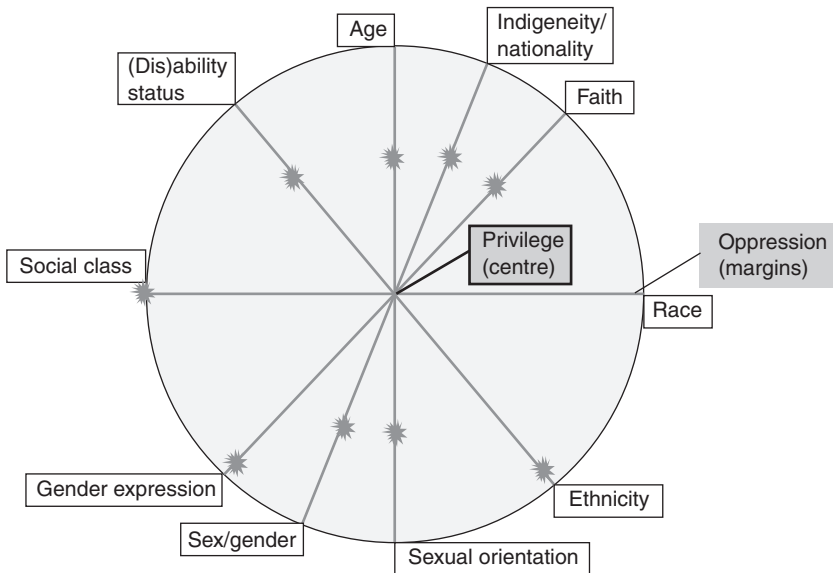 Age
Indigeneity/
nationality
(Dis)ability
status
Faith
Privilege
(centre)
Oppression
(margins)
Social class
Race
Gender expression
Ethnicity
Sex/gender
Sexual orientation